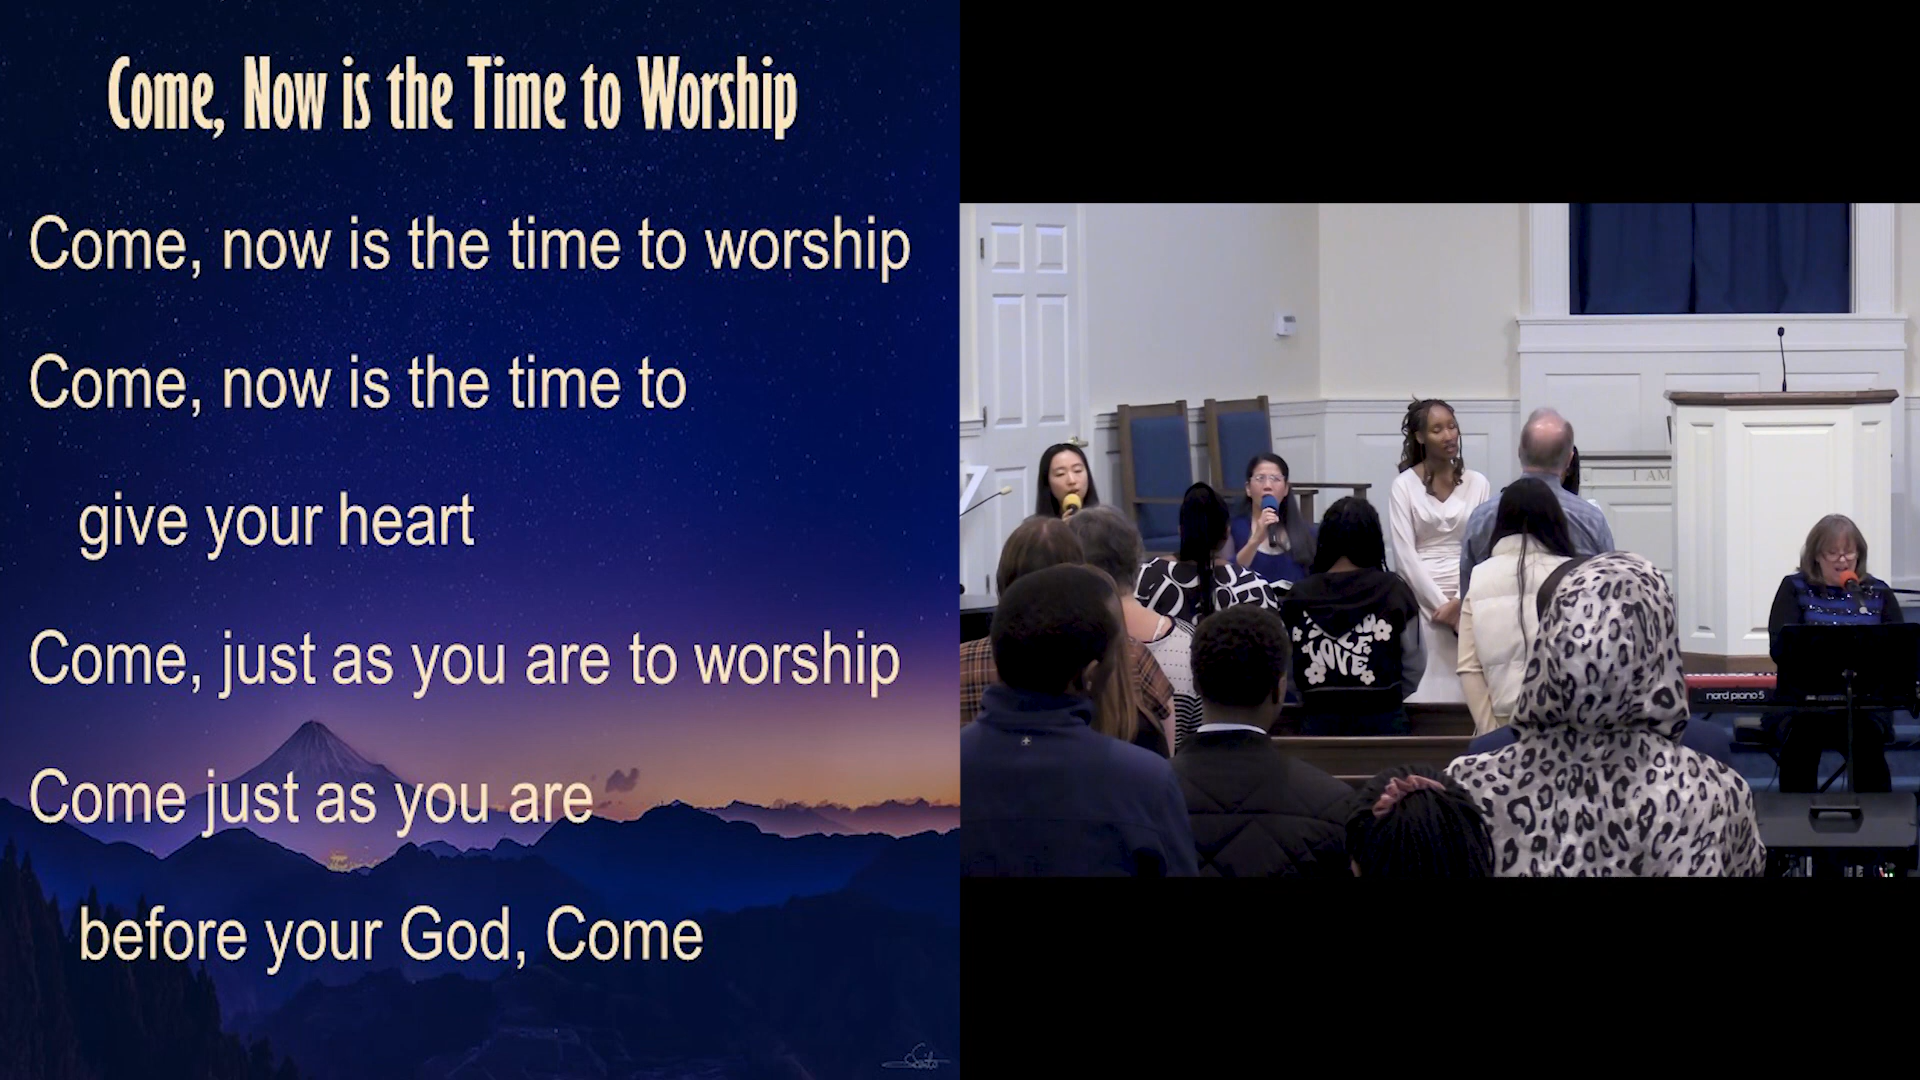 Come, Now is the Time to Worship
Come, now is the time to worship
Come, now is the time to
give your heart
Come, just as you are to worship
Come just as you are
before your God, Come
I AM
LOVE
nord piano 5